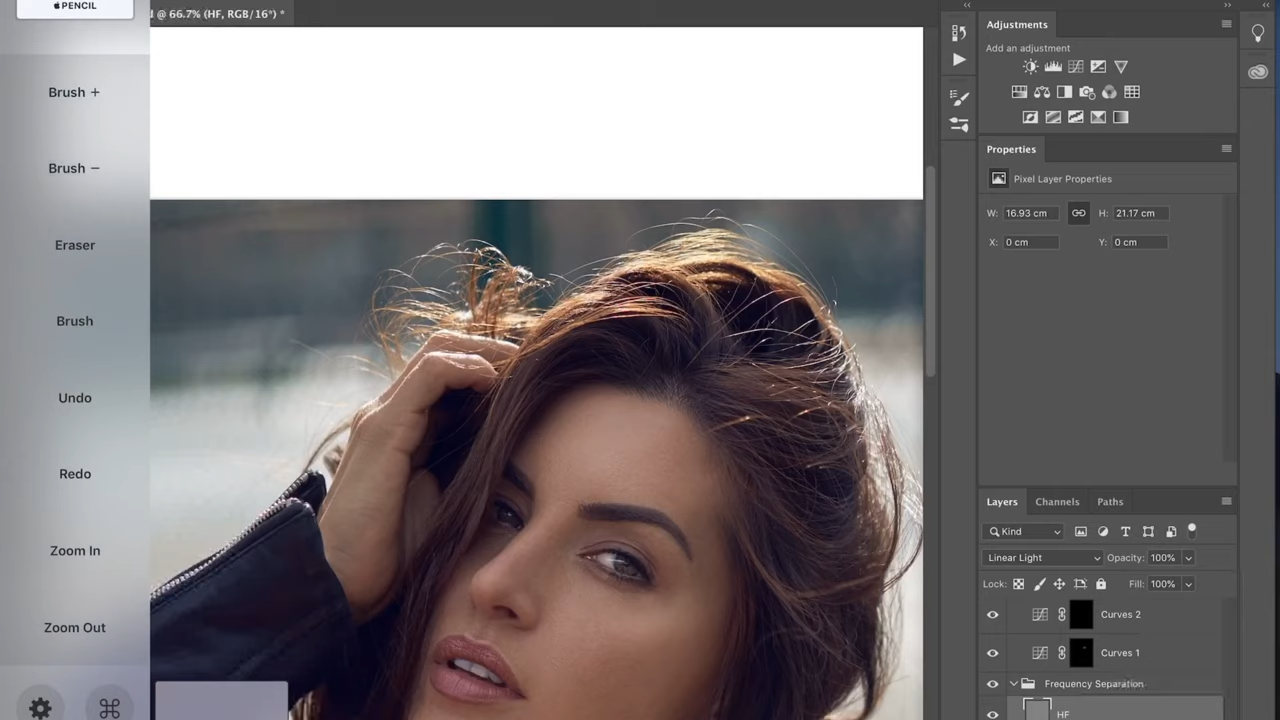 PENCIL
@ 66.7% (HF, RGB/16*) *
Brush +
Brush −
Eraser
Brush
Undo
Redo
Zoom In
Zoom Out
Adjustments
Add an adjustment
Properties
Pixel Layer Properties
W: 16.93 cm H: 21.17 cm
X: 0 cm Y: 0 cm
Layers Channels Paths
Kind
Linear Light Opacity: 100%
Lock: Fill: 100%
Curves 2
Curves 1
Frequency Separation
HF